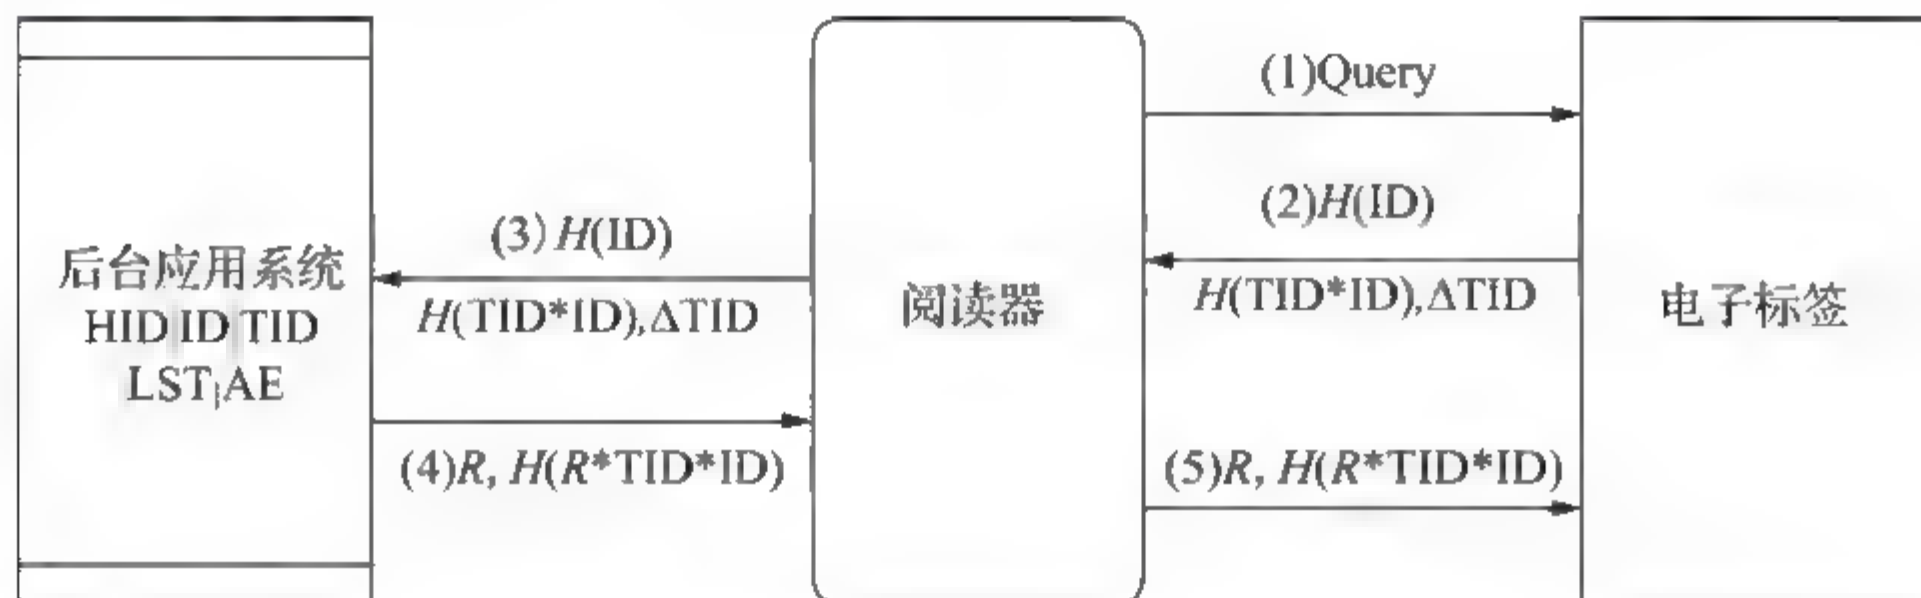 后台应用系统
HID ID TID
LST AE
(3)H(ID)
H(TID*ID),ΔTID
(4)R, H(R*TID*ID)
阅读器
(1)Query
(2)H(ID)
H(TID*ID),ΔTID
(5)R, H(R*TID*ID)
电子标签